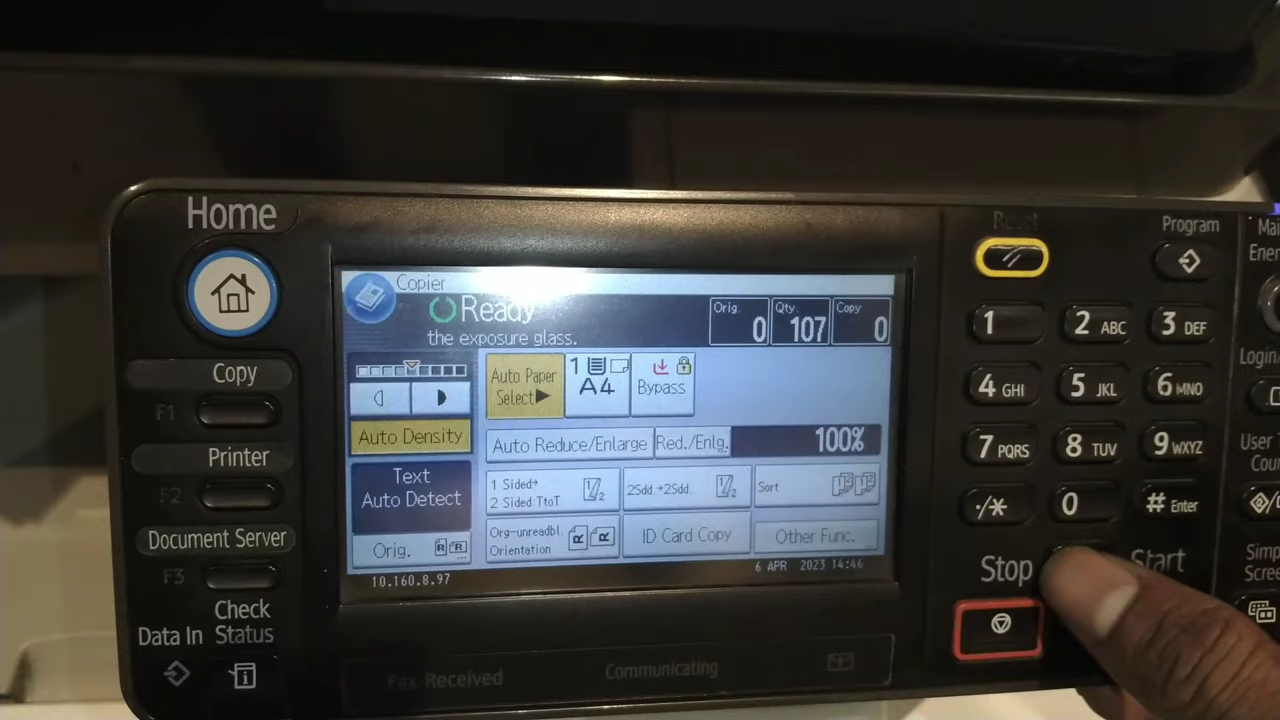 Home
Copy
F1
Printer
F2
Document Server
F3
Check
Data In Status
Copier
Ready
the exposure glass.
Orig. 0
Qty. 107
Copy 0
Auto Density
Text
Auto Detect
Orig.
Auto Paper
Select▶
1
A4
Bypass
Auto Reduce/Enlarge Red./Enlg. 100%
1 Sided→
2 Sided:TtoT
2Sdd.→2Sdd.
Sort
Org-unreadbl.
Orientation
ID Card Copy
Other Func.
10.160.8.97
6 APR 2023 14:46
Fax Received
Communicating
Reset
Program
1 2 ABC 3 DEF
4 GHI 5 JKL 6 MNO
7 PQRS 8 TUV 9 WXYZ
·/* 0 # Enter
Stop Start